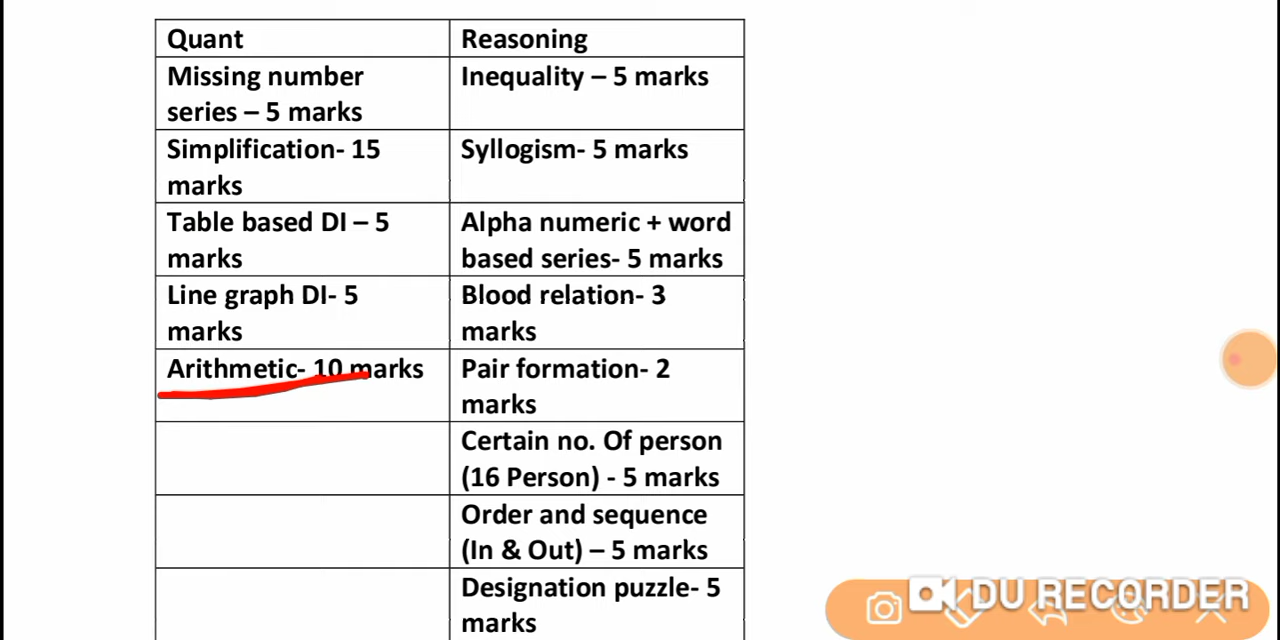 Quant
Reasoning
Missing number
series – 5 marks
Inequality – 5 marks
Simplification- 15
marks
Syllogism- 5 marks
Table based DI – 5
marks
Alpha numeric + word
based series- 5 marks
Line graph DI- 5
marks
Blood relation- 3
marks
Arithmetic- 10 marks
Pair formation- 2
marks
Certain no. Of person
(16 Person) - 5 marks
Order and sequence
(In & Out) – 5 marks
Designation puzzle- 5
marks
DU RECORDER